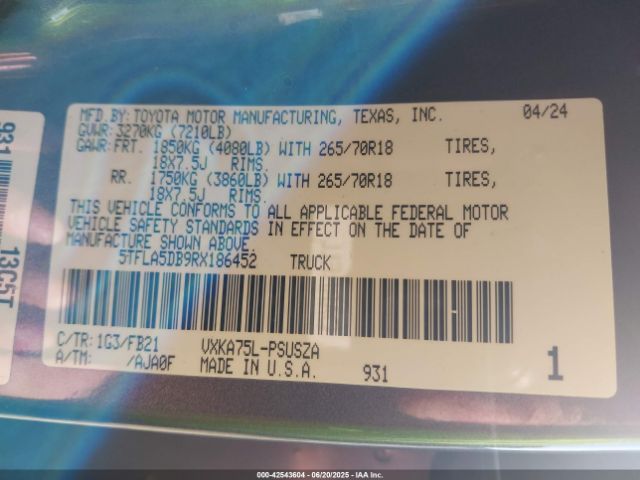 MFD.BY:TOYOTA MOTOR MANUFACTURING, TEXAS, INC. 04/24
GVWR: 3270KG (7210LB)
GAWR:FRT. 1850KG (4080LB) WITH 265/70R18 TIRES,
18X7.5J RIMS.
RR. 1750KG (3860LB) WITH 265/70R18 TIRES,
18X7.5J RIMS.
THIS VEHICLE CONFORMS TO ALL APPLICABLE FEDERAL MOTOR
VEHICLE SAFETY STANDARDS IN EFFECT ON THE DATE OF
MANUFACTURE SHOWN ABOVE.
5TFLA5DB9RX186452 TRUCK
C/TR: 1G3/FB21 VXKA75L-PSUSZA
A/TM: /AJA0F MADE IN U.S.A. 931 1
931
13C5T
000-42543604 | 06/20/2025 - IAA Inc.